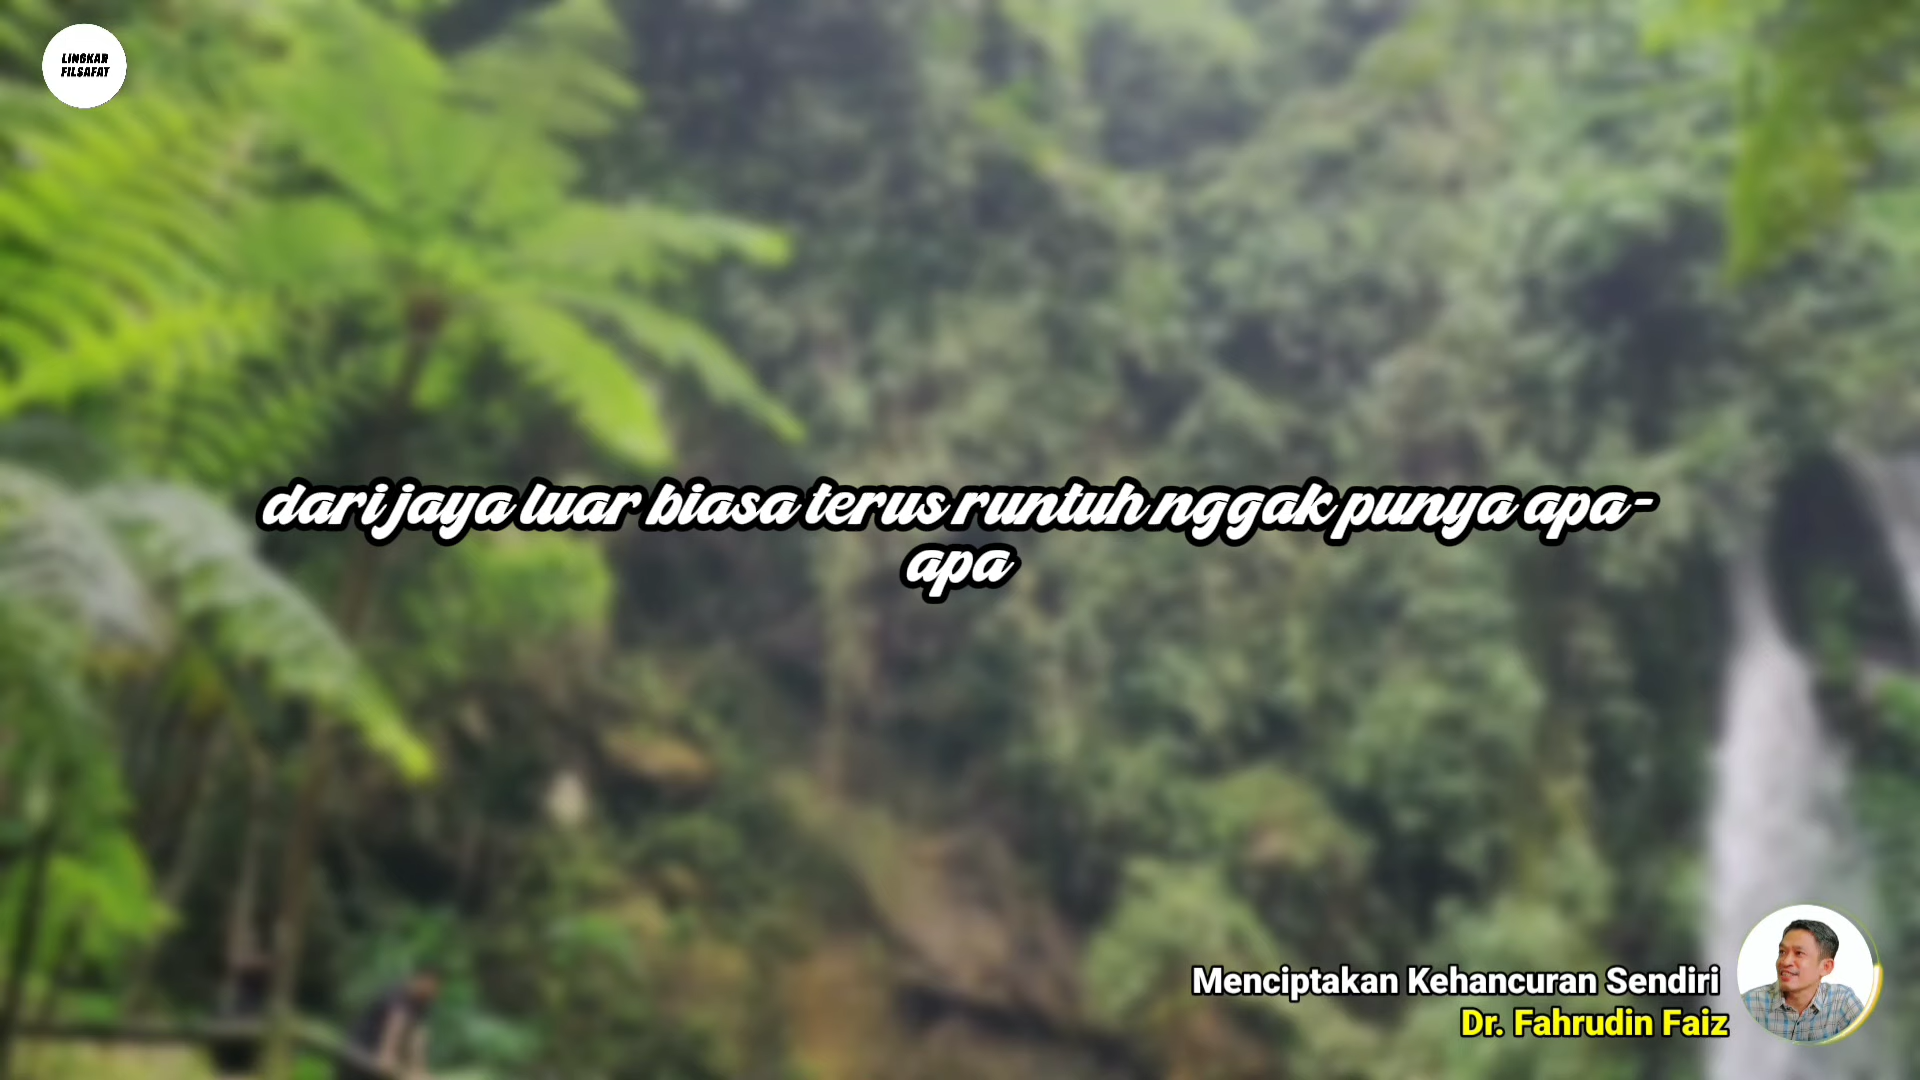 LINGKAR
FILSAFAT
dari jaya luar biasa terus runtuh nggak punya apa-
apa
Menciptakan Kehancuran Sendiri
Dr. Fahrudin Faiz